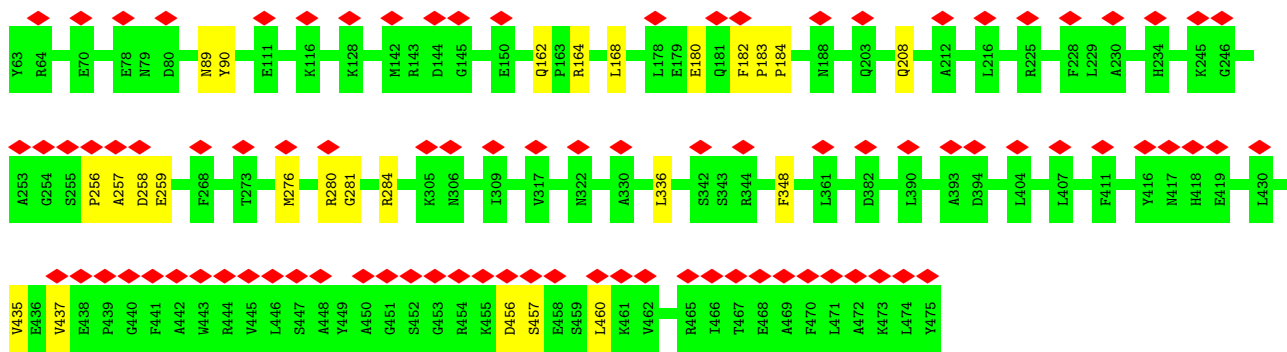 Y63 R64 E70 E78 N79 D80 N89 Y90 E111 K116 K128 M142 R143 D144 G145 E150 Q162 P163 R164 L168 L178 E179 E180 Q181 F182 P183 P184 N188 Q203 Q208 A212 L216 R225 F228 L229 A230 H234 K245 G246
A253 G254 S255 P256 A257 D258 E259 F268 T273 M276 R280 G281 R284 K305 N306 I309 V317 N322 A330 L336 S342 S343 R344 F348 L361 D382 L390 A393 D394 L404 L407 F411 Y416 N417 H418 E419 L430
V435 E436 V437 E438 P439 G440 F441 A442 W443 R444 V445 L446 S447 A448 Y449 A450 G451 S452 G453 R454 K455 D456 S457 E458 S459 L460 K461 V462 R465 I466 T467 E468 A469 F470 L471 A472 K473 L474 Y475